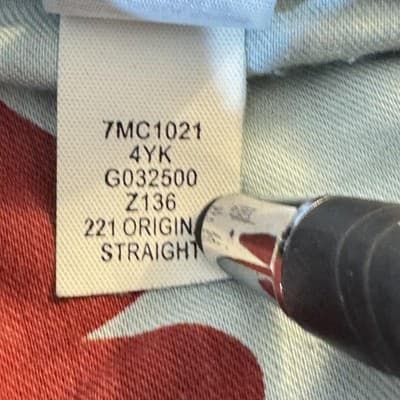 7MC1021
4YK
G032500
Z136
221 ORIGIN
STRAIGHT